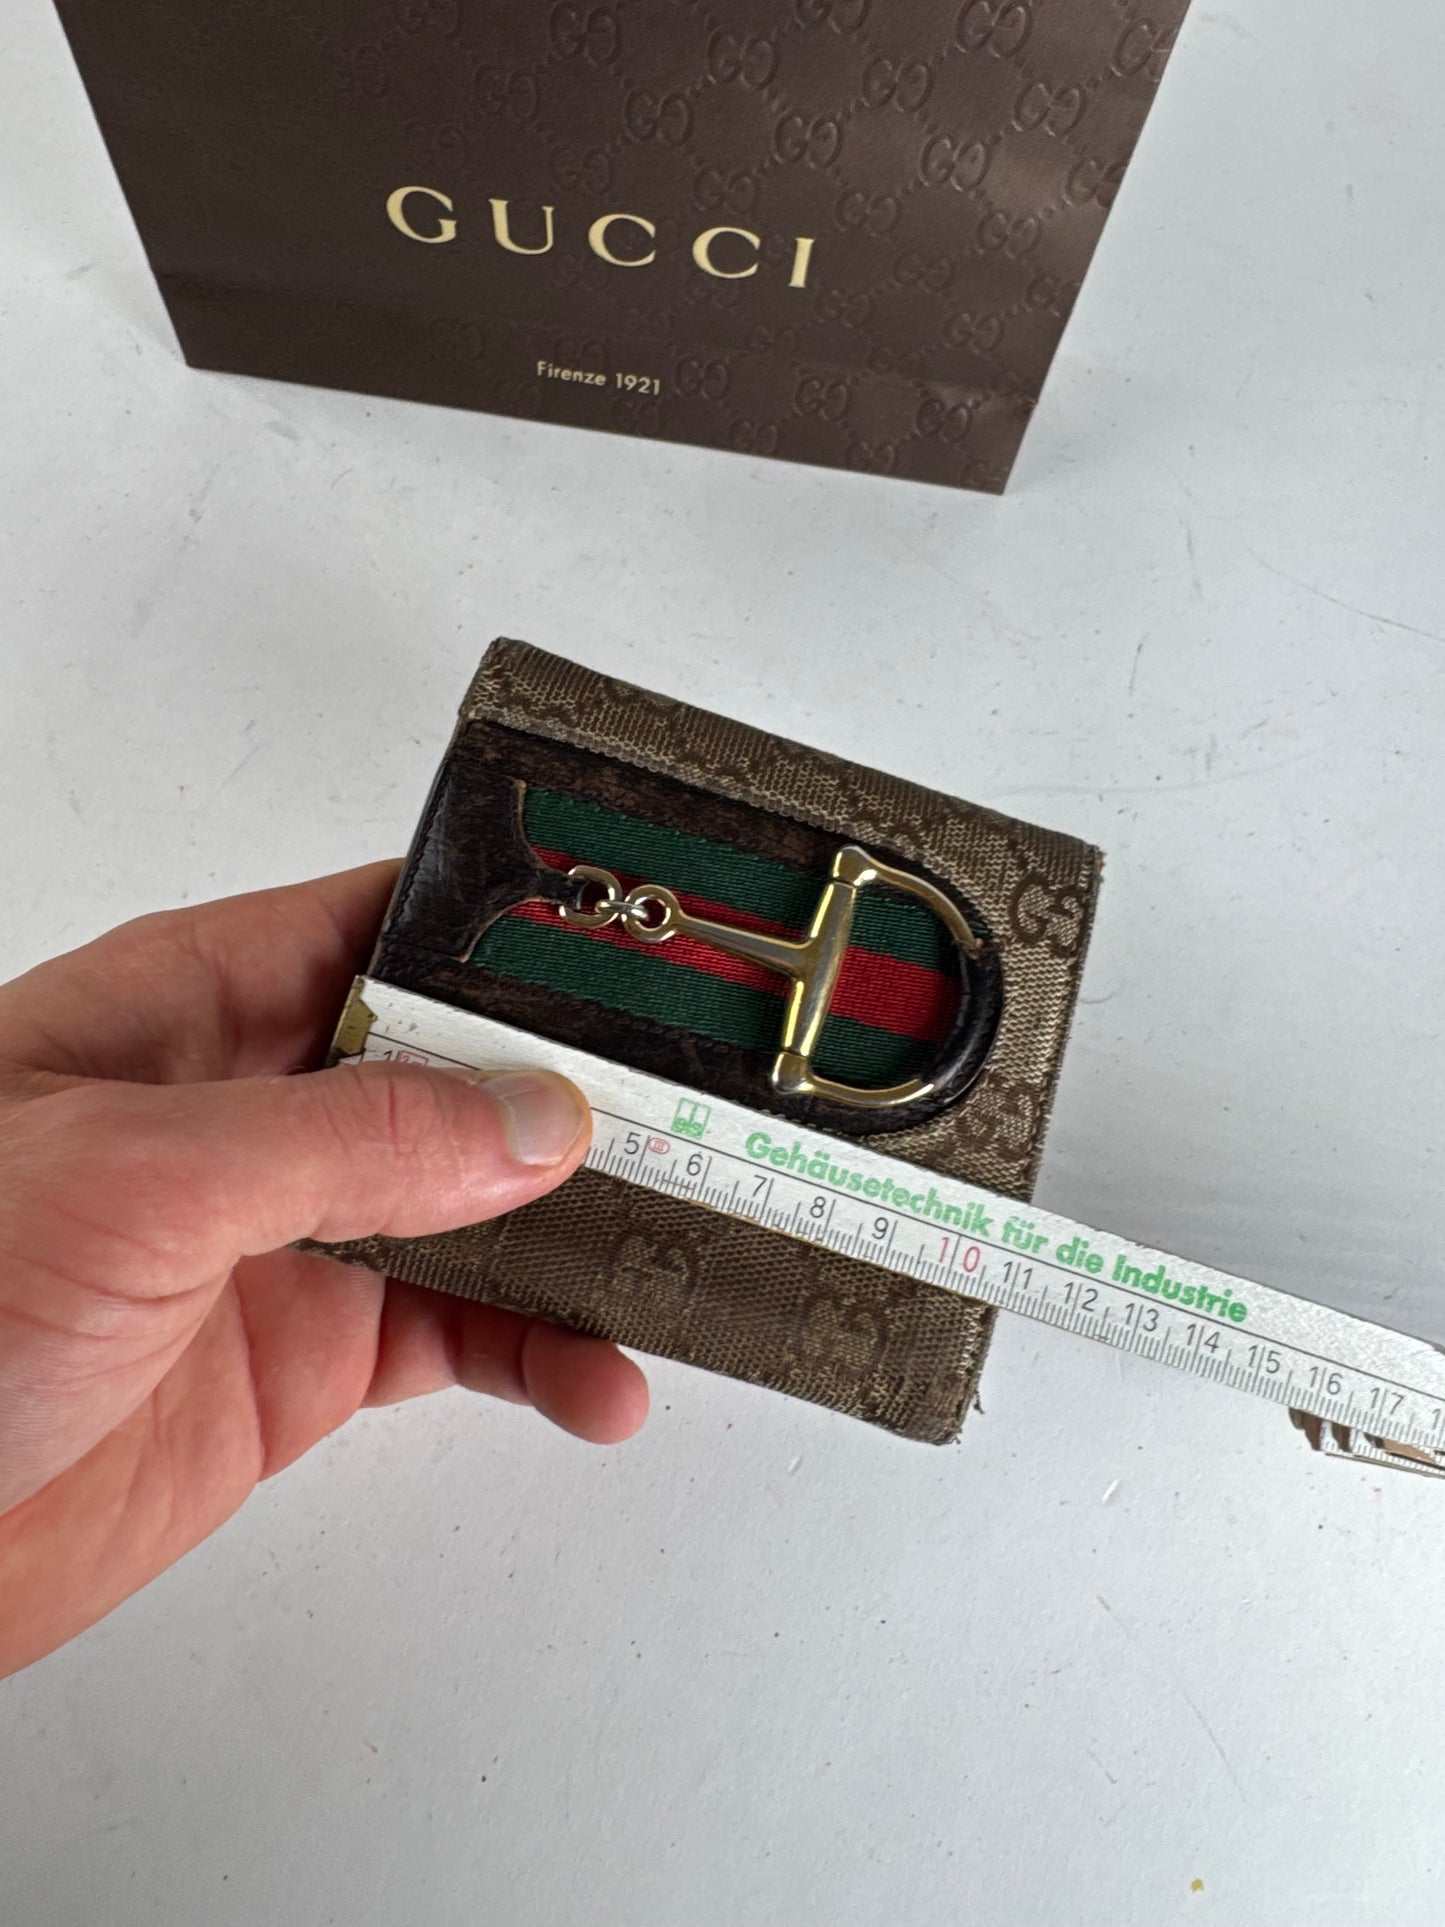 GUCCI
Firenze 1921
Gehäusetechnik für die Industrie
1 5 6 7 8 9 10 11 12 13 14 15 16 17